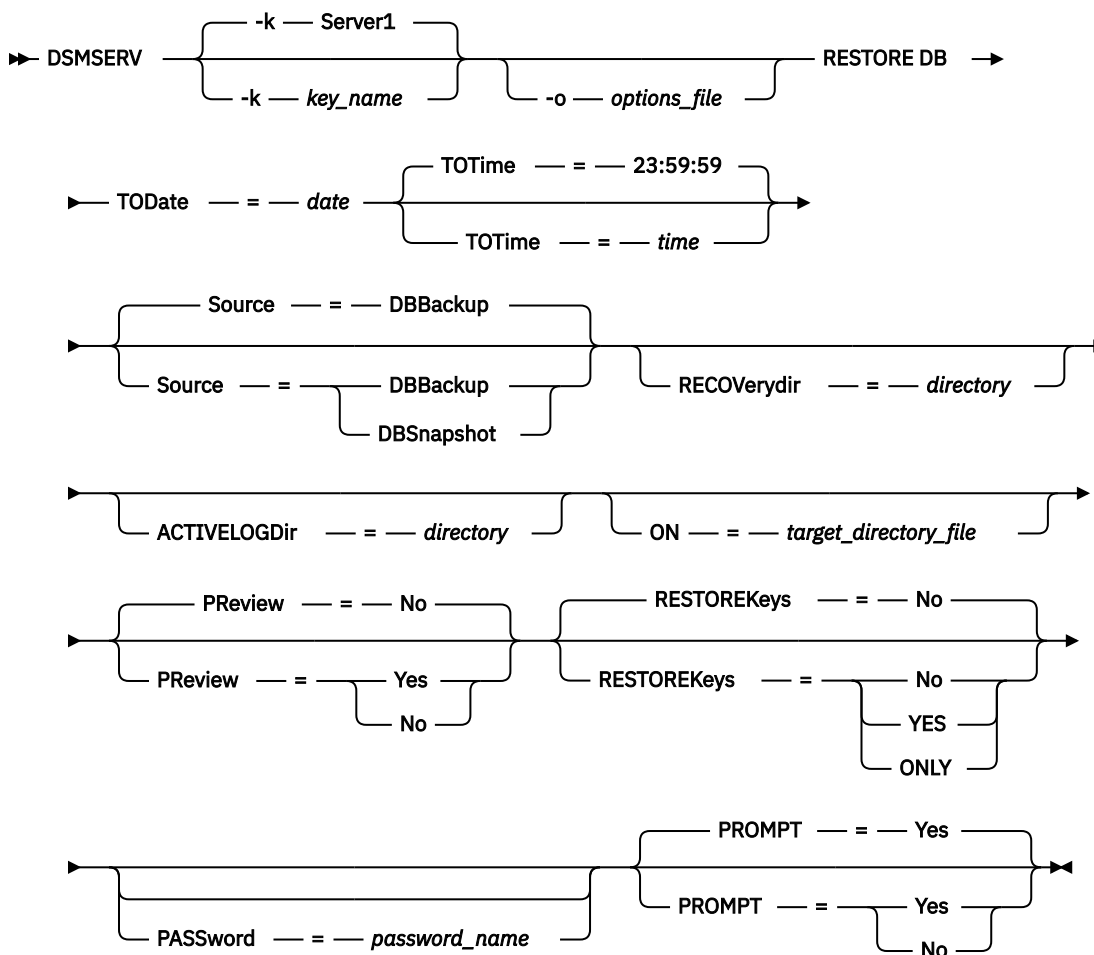 -k Server1
DSMSERV RESTORE DB
-k key_name -o options_file
TOTime = 23:59:59
TODate = date
TOTime = time
Source = DBBackup
Source = DBBackup RECOVerydir = directory
DBSnapshot
ACTIVELOGDir = directory ON = target_directory_file
PReview = No RESTOREKeys = No
PReview = Yes RESTOREKeys = No
No YES
ONLY
PROMPT = Yes
PASSword = password_name PROMPT = Yes
No